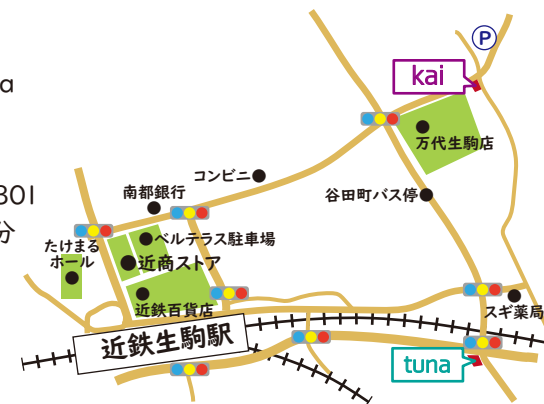 a
P
kai
万代生駒店
コンビニ
谷田町バス停
301
南都銀行
分
たけまる
ホール
ベルテラス駐車場
近商ストア
近鉄百貨店
スギ薬局
近鉄生駒駅
tuna